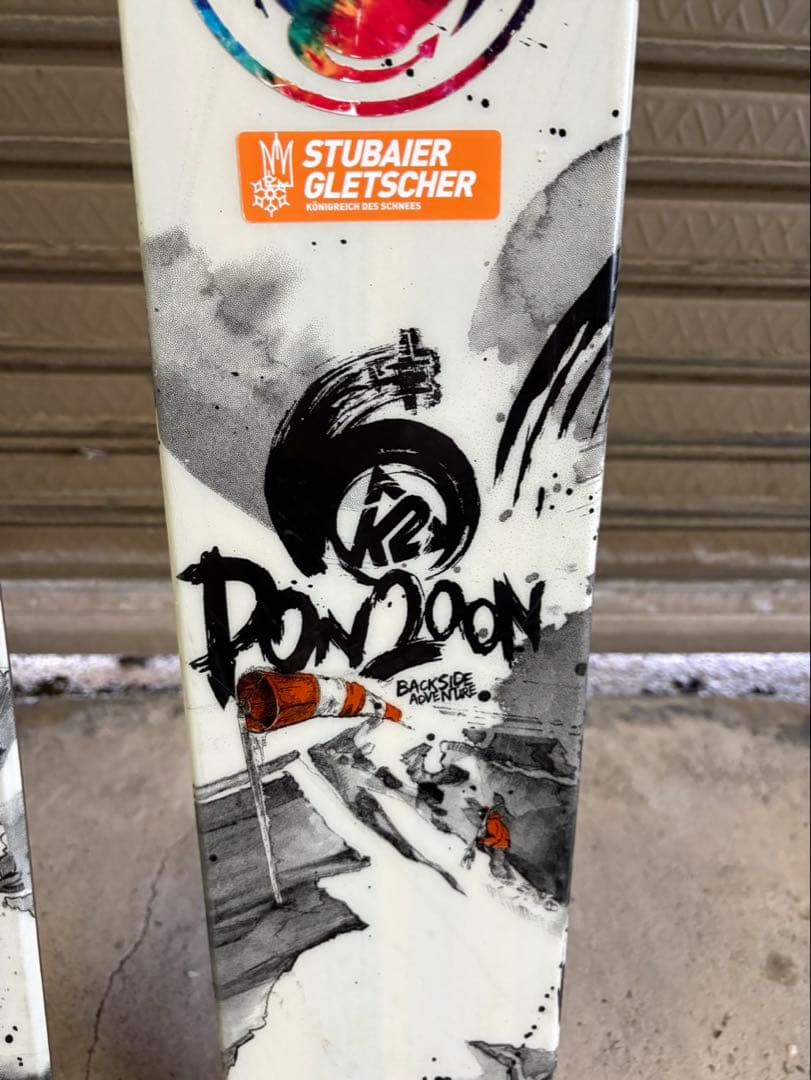 STUBAIER
GLETSCHER
KÖNIGREICH DES SCHNEES
K2
PON2OON
BACKSIDE
ADVENTURE